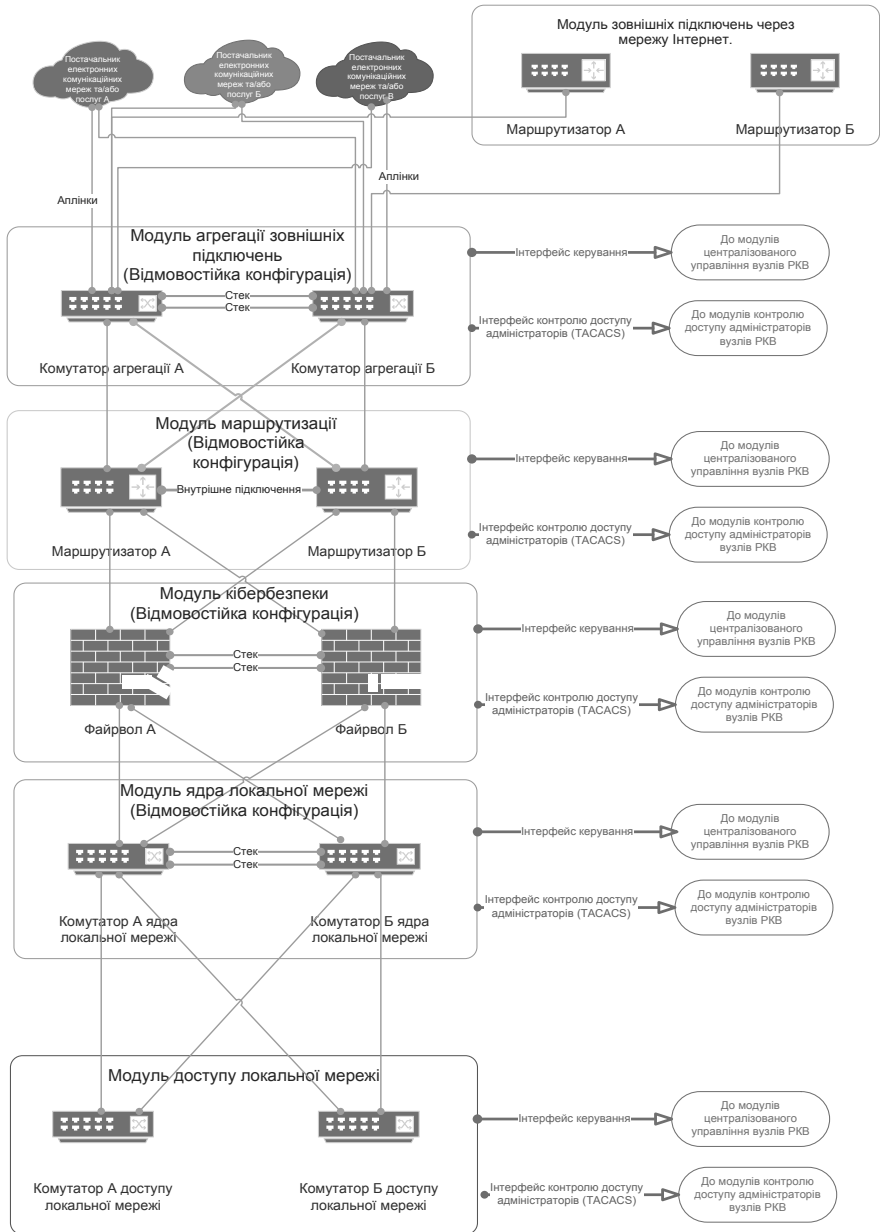 Модуль зовнішніх підключень через
мережу Інтернет.
Маршрутизатор А
Маршрутизатор Б
Постачальник
електронних
комунікаційних
мереж та/або
послуг А
Постачальник
електронних
комунікаційних
мереж та/або
послуг Б
Постачальник
електронних
комунікаційних
мереж та/або
послуг В
Аплінки
Аплінки
Модуль агрегації зовнішніх
підключень
(Відмовостійка конфігурація)
Стек
Стек
Комутатор агрегації А
Комутатор агрегації Б
Інтерфейс керування
До модулів
централізованого
управління вузлів РКВ
Інтерфейс контролю доступу
адміністраторів (TACACS)
До модулів контролю
доступу адміністраторів
вузлів РКВ
Модуль маршрутизації
(Відмовостійка
конфігурація)
Внутрішне підключення
Маршрутизатор А
Маршрутизатор Б
Інтерфейс керування
До модулів
централізованого
управління вузлів РКВ
Інтерфейс контролю доступу
адміністраторів (TACACS)
До модулів контролю
доступу адміністраторів
вузлів РКВ
Модуль кібербезпеки
(Відмовостійка конфігурація)
Стек
Стек
Файрвол А
Файрвол Б
Інтерфейс керування
До модулів
централізованого
управління вузлів РКВ
Інтерфейс контролю доступу
адміністраторів (TACACS)
До модулів контролю
доступу адміністраторів
вузлів РКВ
Модуль ядра локальної мережі
(Відмовостійка конфігурація)
Стек
Стек
Комутатор А ядра
локальної мережі
Комутатор Б ядра
локальної мережі
Інтерфейс керування
До модулів
централізованого
управління вузлів РКВ
Інтерфейс контролю доступу
адміністраторів (TACACS)
До модулів контролю
доступу адміністраторів
вузлів РКВ
Модуль доступу локальної мережі
Комутатор А доступу
локальної мережі
Комутатор Б доступу
локальної мережі
Інтерфейс керування
До модулів
централізованого
управління вузлів РКВ
Інтерфейс контролю доступу
адміністраторів (TACACS)
До модулів контролю
доступу адміністраторів
вузлів РКВ